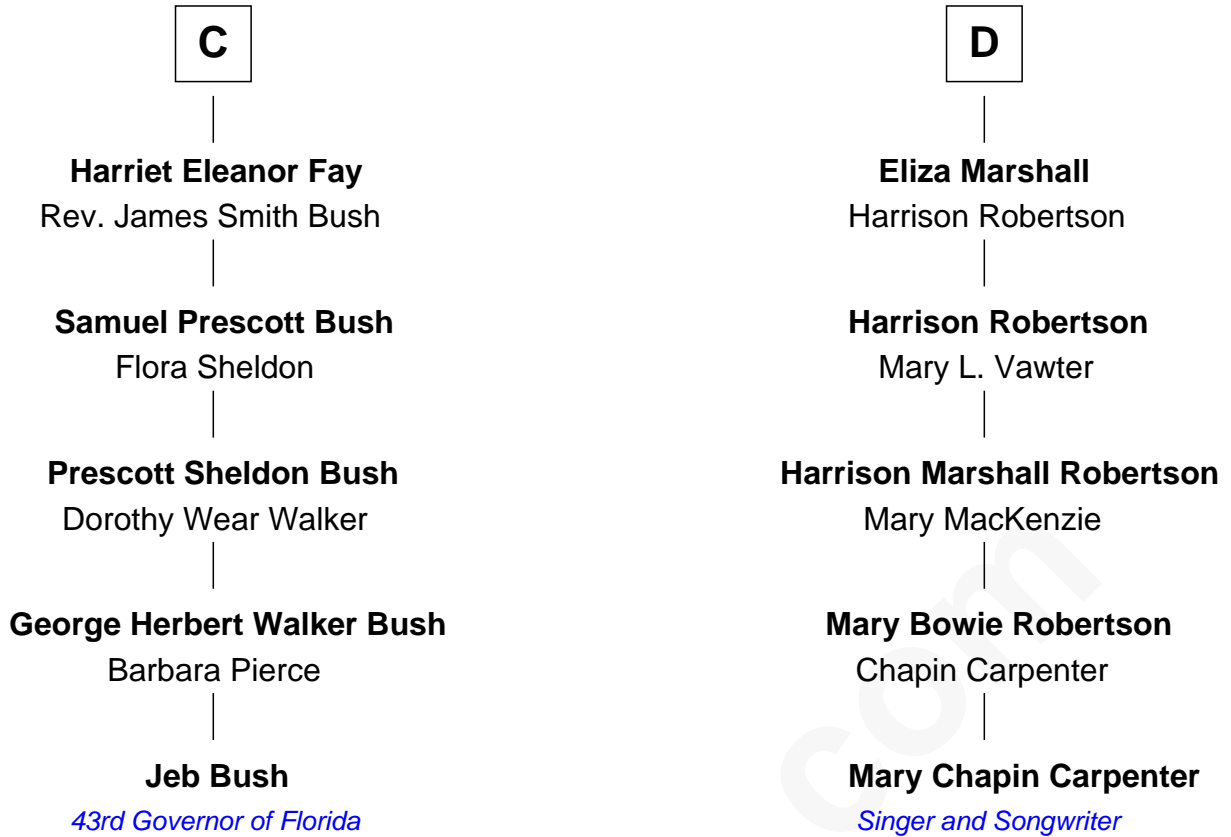 C
Harriet Eleanor Fay
Rev. James Smith Bush
Samuel Prescott Bush
Flora Sheldon
Prescott Sheldon Bush
Dorothy Wear Walker
George Herbert Walker Bush
Barbara Pierce
Jeb Bush
43rd Governor of Florida
D
Eliza Marshall
Harrison Robertson
Harrison Robertson
Mary L. Vawter
Harrison Marshall Robertson
Mary MacKenzie
Mary Bowie Robertson
Chapin Carpenter
Mary Chapin Carpenter
Singer and Songwriter
com